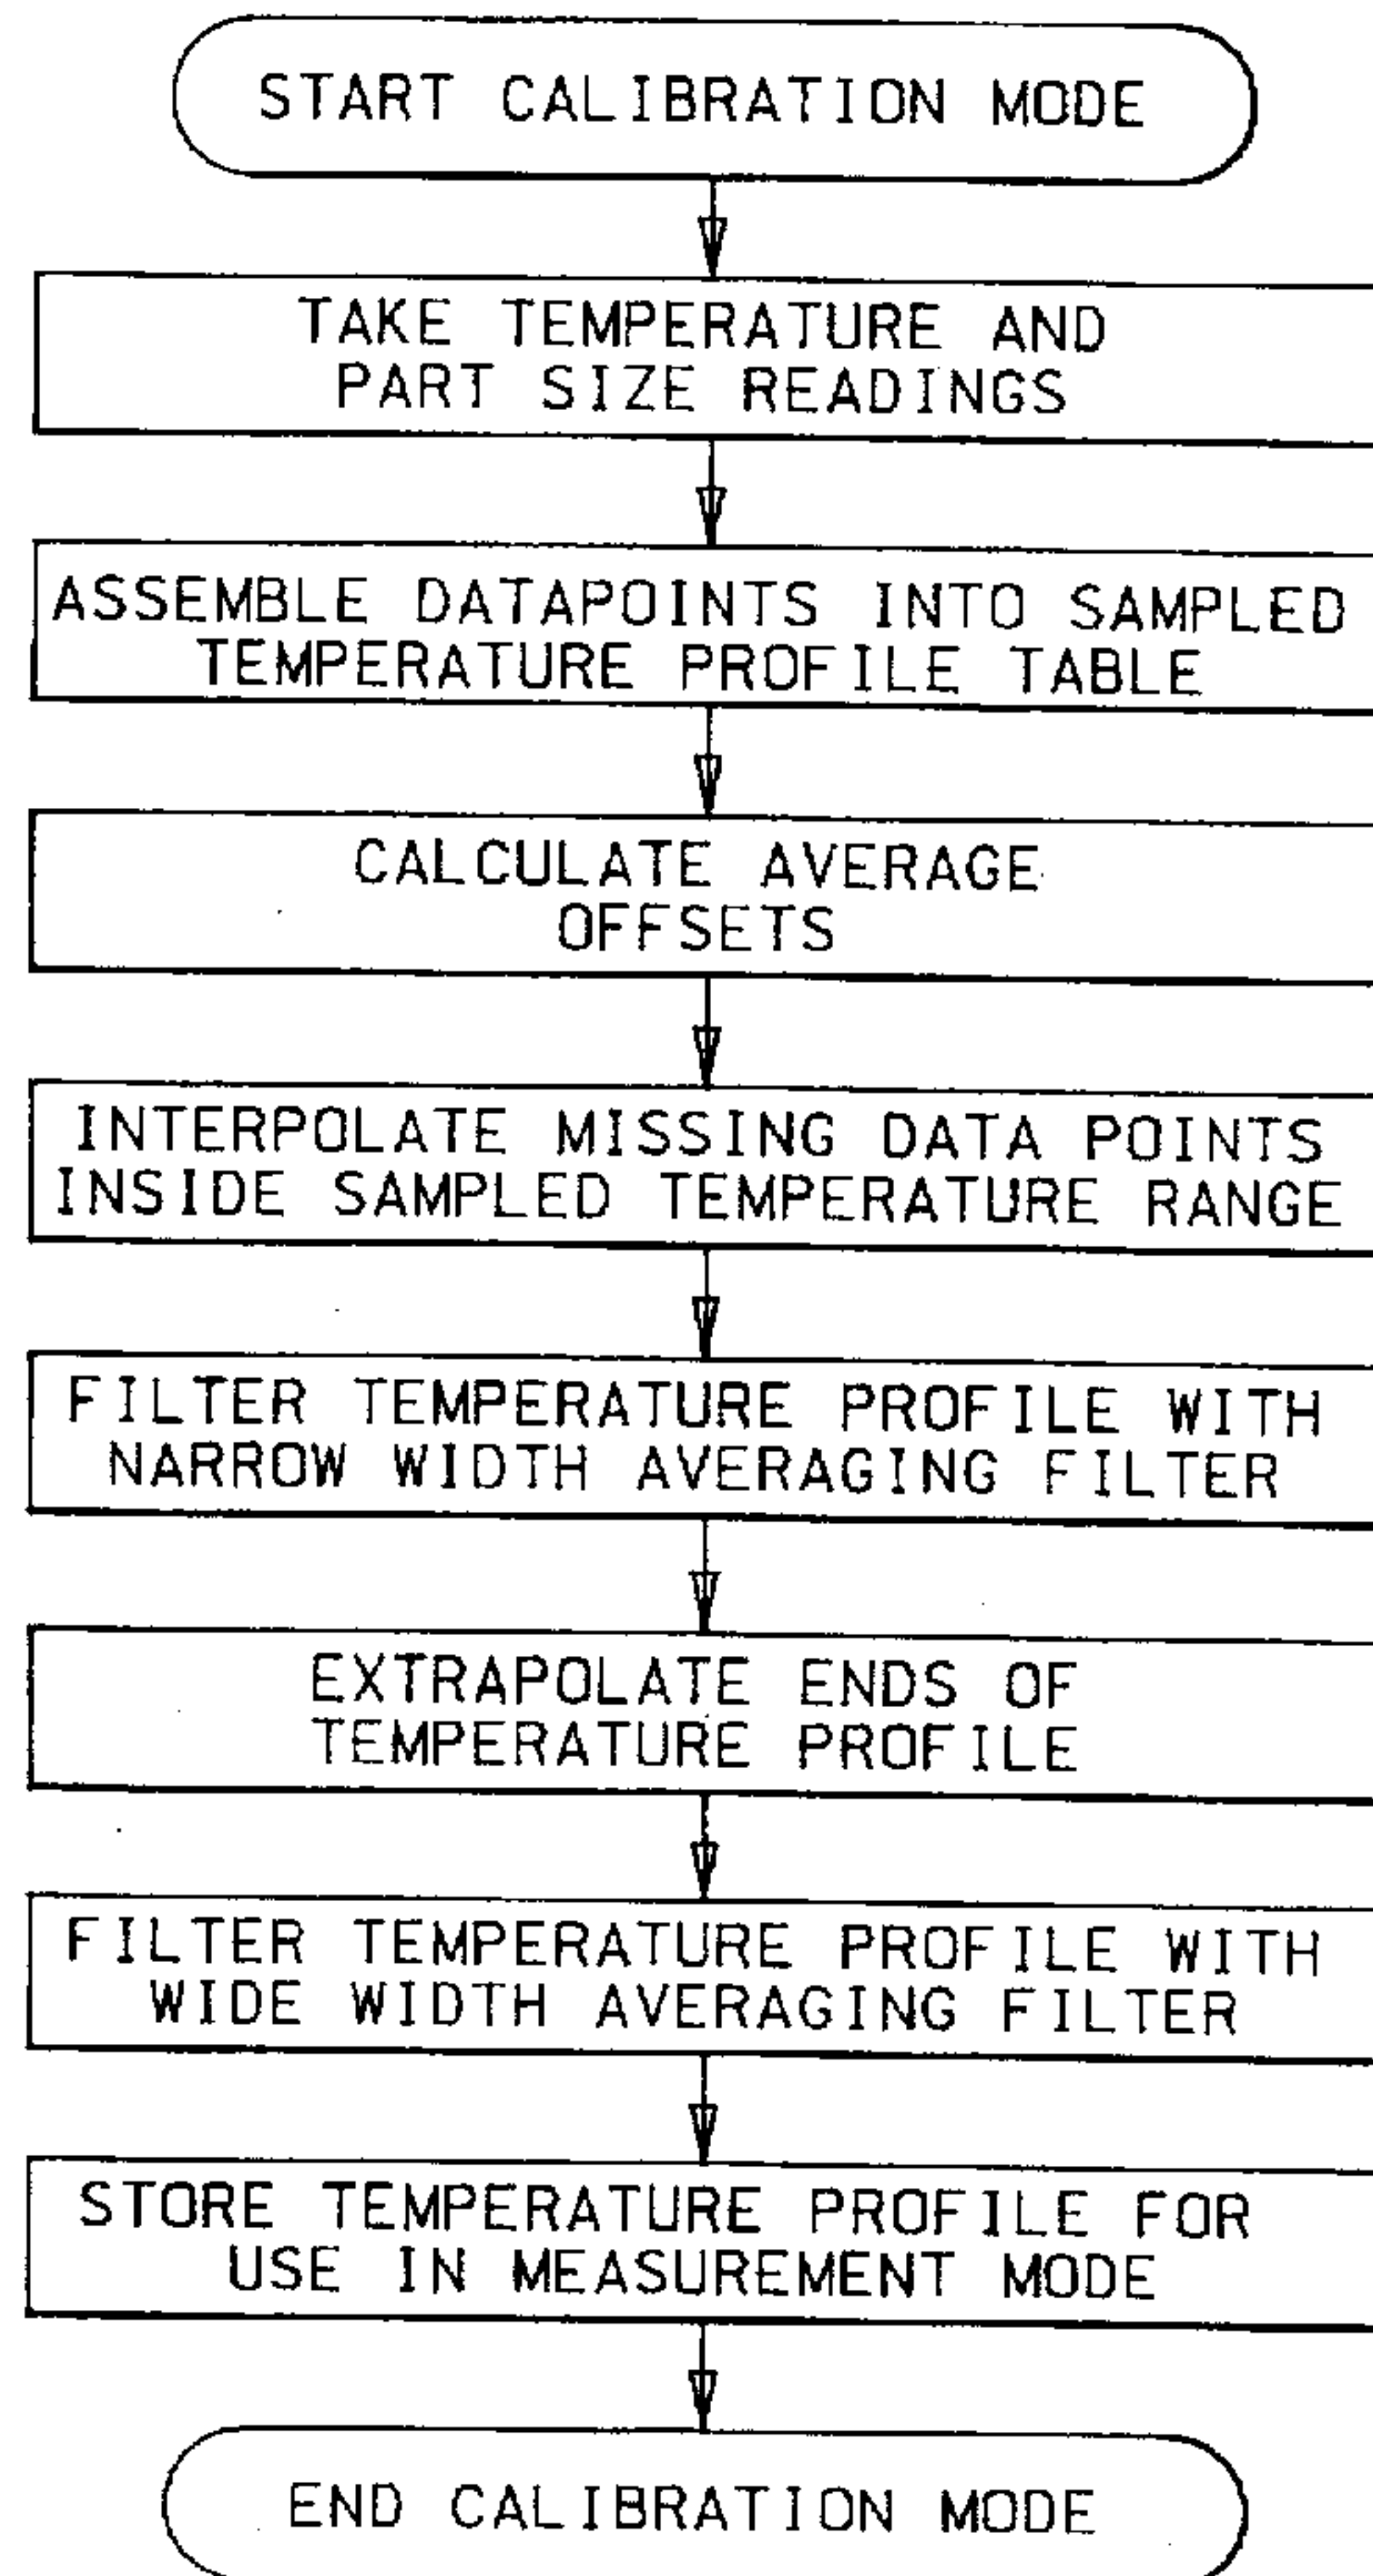 START CALIBRATION MODE
TAKE TEMPERATURE AND
PART SIZE READINGS
ASSEMBLE DATAPOINTS INTO SAMPLED
TEMPERATURE PROFILE TABLE
CALCULATE AVERAGE
OFFSETS
INTERPOLATE MISSING DATA POINTS
INSIDE SAMPLED TEMPERATURE RANGE
FILTER TEMPERATURE PROFILE WITH
NARROW WIDTH AVERAGING FILTER
EXTRAPOLATE ENDS OF
TEMPERATURE PROFILE
FILTER TEMPERATURE PROFILE WITH
WIDE WIDTH AVERAGING FILTER
STORE TEMPERATURE PROFILE FOR
USE IN MEASUREMENT MODE
END CALIBRATION MODE